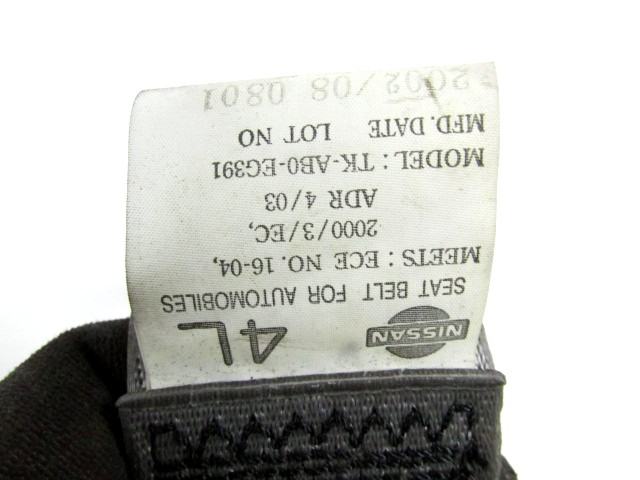 NISSAN 4L
SEAT BELT FOR AUTOMOBILES
MEETS : ECE NO. 16-04,
2000/3/EC,
ADR 4/03
MODEL : TK-AB0-EG391
MFD. DATE LOT NO
2002/08 0801